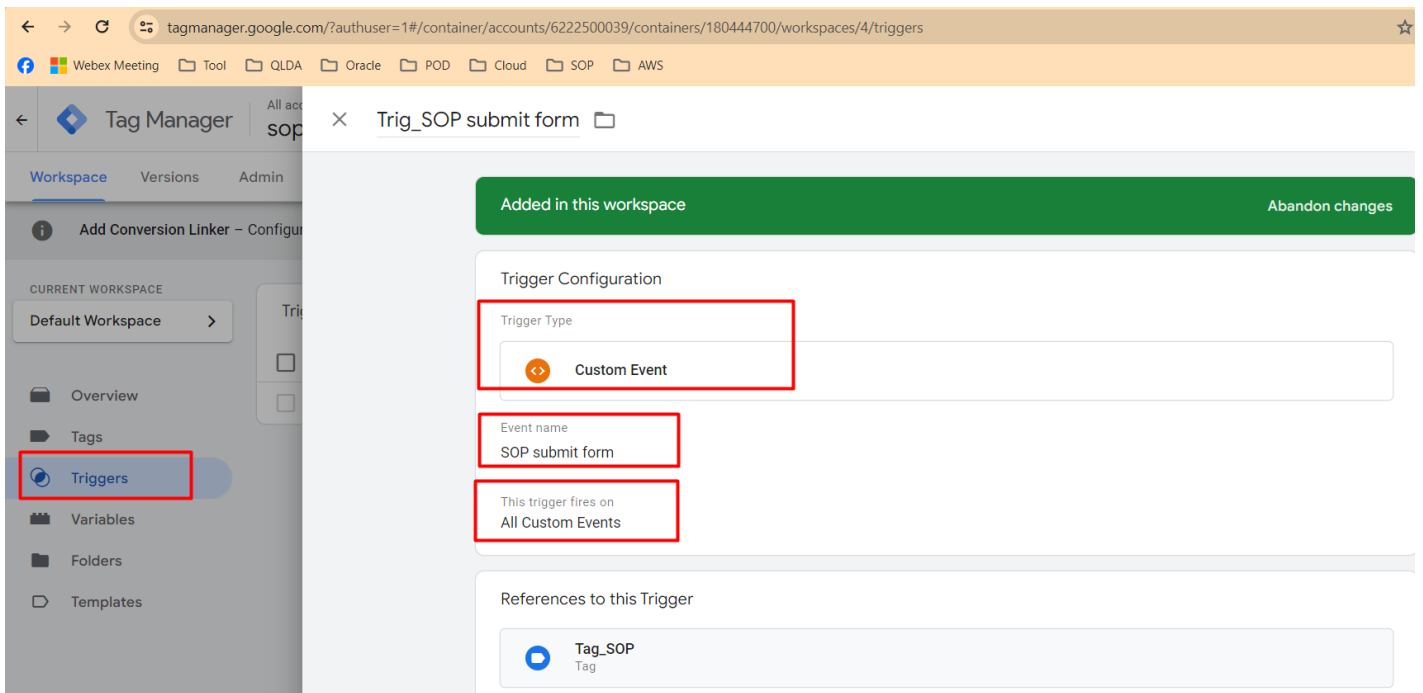 tagmanager.google.com/?authuser=1#/container/accounts/6222500039/containers/180444700/workspaces/4/triggers
Webex Meeting Tool QLDA Oracle POD Cloud SOP AWS
Tag Manager
All acc
sop
Trig_SOP submit form
Workspace Versions Admin
Added in this workspace Abandon changes
Add Conversion Linker – Configur
Trigger Configuration
CURRENT WORKSPACE
Default Workspace
Trig
Trigger Type
Custom Event
Overview
Event name
Tags
SOP submit form
Triggers
This trigger fires on
Variables
All Custom Events
Folders
Templates
References to this Trigger
Tag_SOP
Tag